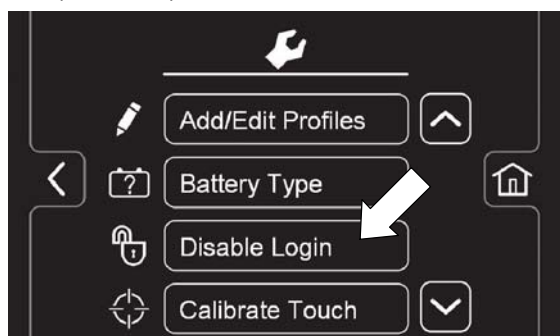 Add/Edit Profiles
Battery Type
Disable Login
Calibrate Touch